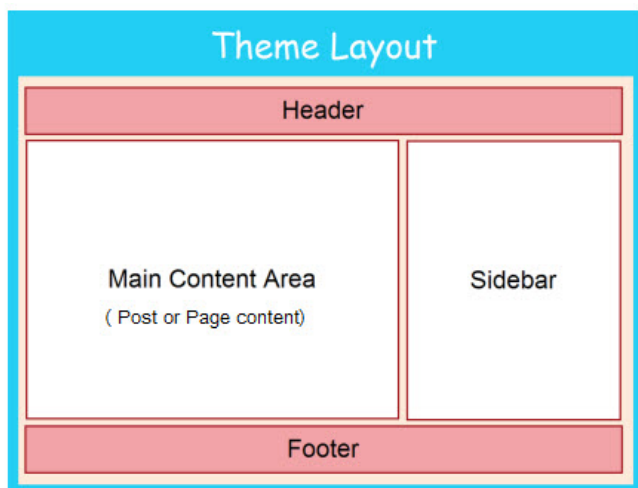 Theme Layout
Header
Main Content Area
( Post or Page content)
Sidebar
Footer